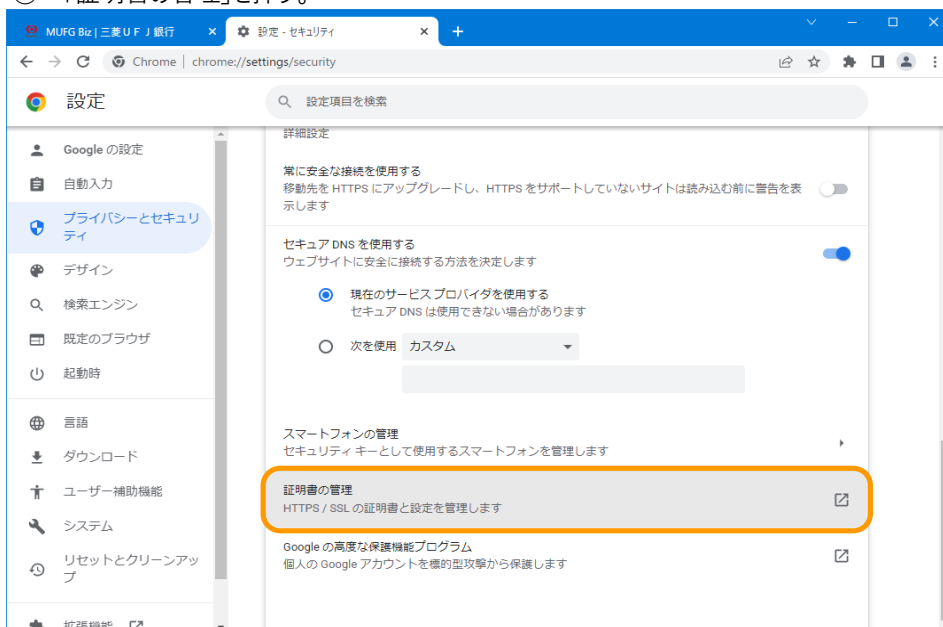 「証明書の管理」を押す。
MUFG Biz | 三菱ＵＦＪ銀行
設定 - セキュリティ
Chrome | chrome://settings/security
設定
設定項目を検索
Google の設定
自動入力
プライバシーとセキュリ
ティ
デザイン
検索エンジン
既定のブラウザ
起動時
言語
ダウンロード
ユーザー補助機能
システム
リセットとクリーンアッ
プ
拡張機能
詳細設定
常に安全な接続を使用する
移動先を HTTPS にアップグレードし、HTTPS をサポートしていないサイトは読み込む前に警告を表
示します
セキュア DNS を使用する
ウェブサイトに安全に接続する方法を決定します
現在のサービス プロバイダを使用する
セキュア DNS は使用できない場合があります
次を使用 カスタム
スマートフォンの管理
セキュリティ キーとして使用するスマートフォンを管理します
証明書の管理
HTTPS / SSL の証明書と設定を管理します
Google の高度な保護機能プログラム
個人の Google アカウントを標的型攻撃から保護します